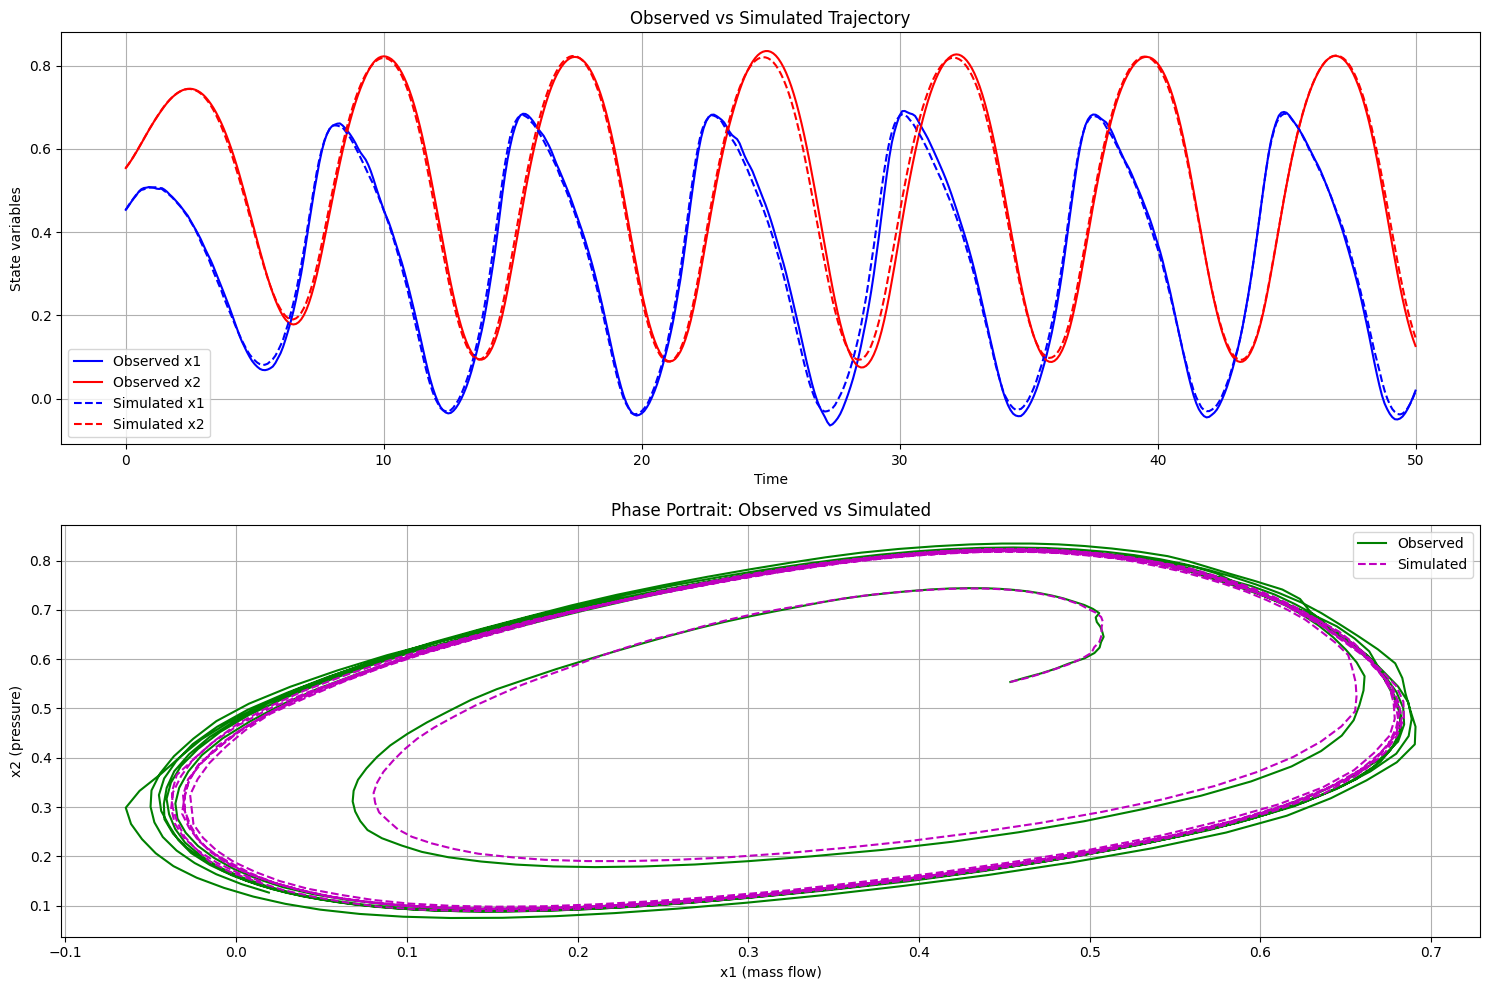 Observed vs Simulated Trajectory
State variables
0.8
0.6
0.4
0.2
0.0
Observed x1
Observed x2
Simulated x1
Simulated x2
0 10 20 30 40 50
Time
Phase Portrait: Observed vs Simulated
x2 (pressure)
0.8
0.7
0.6
0.5
0.4
0.3
0.2
0.1
Observed
Simulated
−0.1 0.0 0.1 0.2 0.3 0.4 0.5 0.6 0.7
x1 (mass flow)